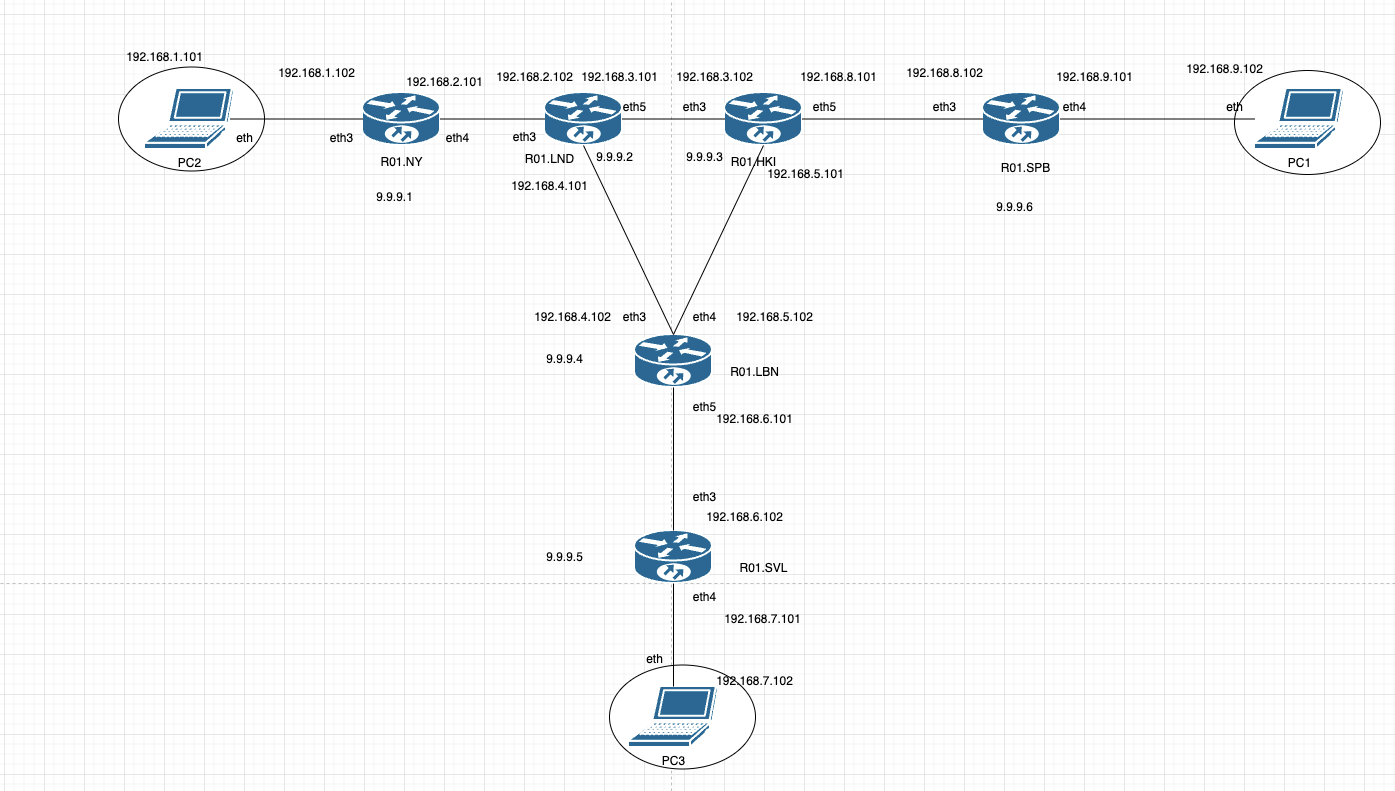 192.168.1.101
192.168.1.102
192.168.2.101
192.168.2.102
192.168.3.101
192.168.3.102
192.168.8.101
192.168.8.102
192.168.9.101
192.168.9.102
eth
eth3
eth4
eth3
eth5
eth3
eth5
eth3
eth4
eth
PC2
R01.NY
R01.LND
9.9.9.2
9.9.9.3
R01.HKI
R01.SPB
PC1
192.168.4.101
192.168.5.101
9.9.9.1
9.9.9.6
192.168.4.102
eth3
eth4
192.168.5.102
9.9.9.4
R01.LBN
eth5
192.168.6.101
eth3
192.168.6.102
9.9.9.5
R01.SVL
eth4
192.168.7.101
eth
192.168.7.102
PC3